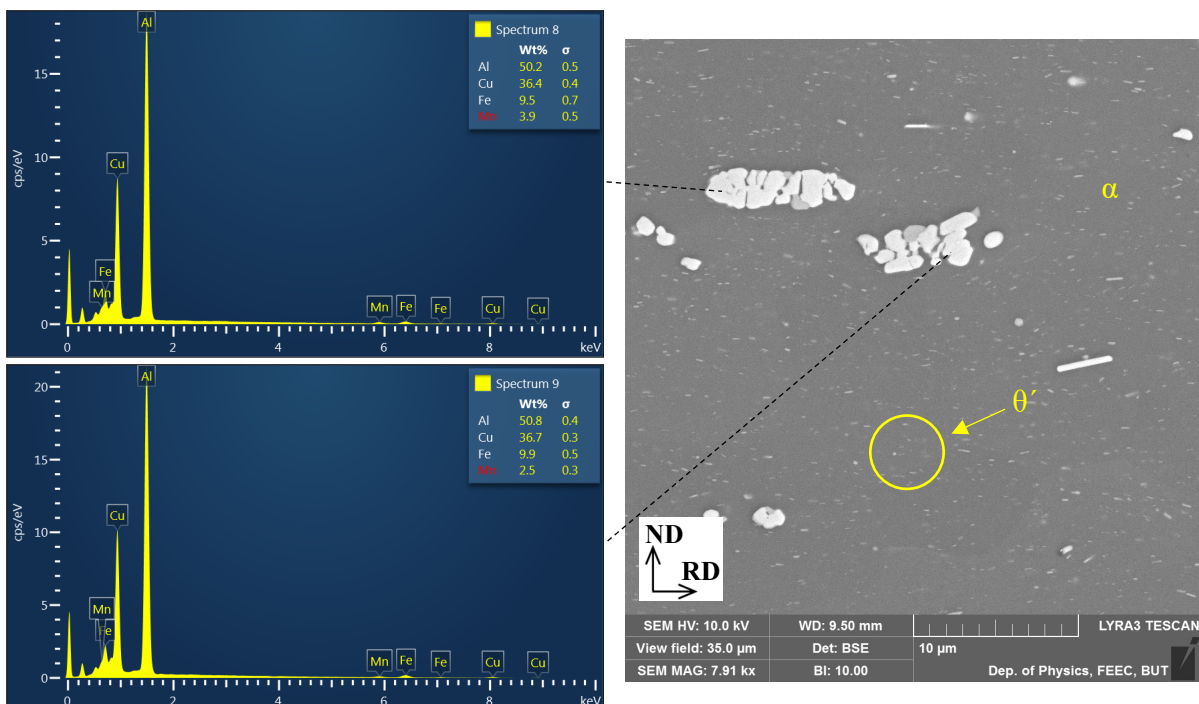 Spectrum 8
Wt% σ
Al 50.2 0.5
Cu 36.4 0.4
Fe 9.5 0.7
Mn 3.9 0.5
Al
Cu
Fe
Mn
Mn Fe Fe Cu Cu
cps/eV
15
10
5
0
0 2 4 6 8 keV
Spectrum 9
Wt% σ
Al 50.8 0.4
Cu 36.7 0.3
Fe 9.9 0.5
Mn 2.5 0.3
Al
Cu
Mn
Fe
Mn Fe Fe Cu Cu
cps/eV
20
15
10
5
0
0 2 4 6 8 keV
α
θ´
ND
RD
SEM HV: 10.0 kV WD: 9.50 mm LYRA3 TESCAN
View field: 35.0 µm Det: BSE 10 µm
SEM MAG: 7.91 kx BI: 10.00 Dep. of Physics, FEEC, BUT